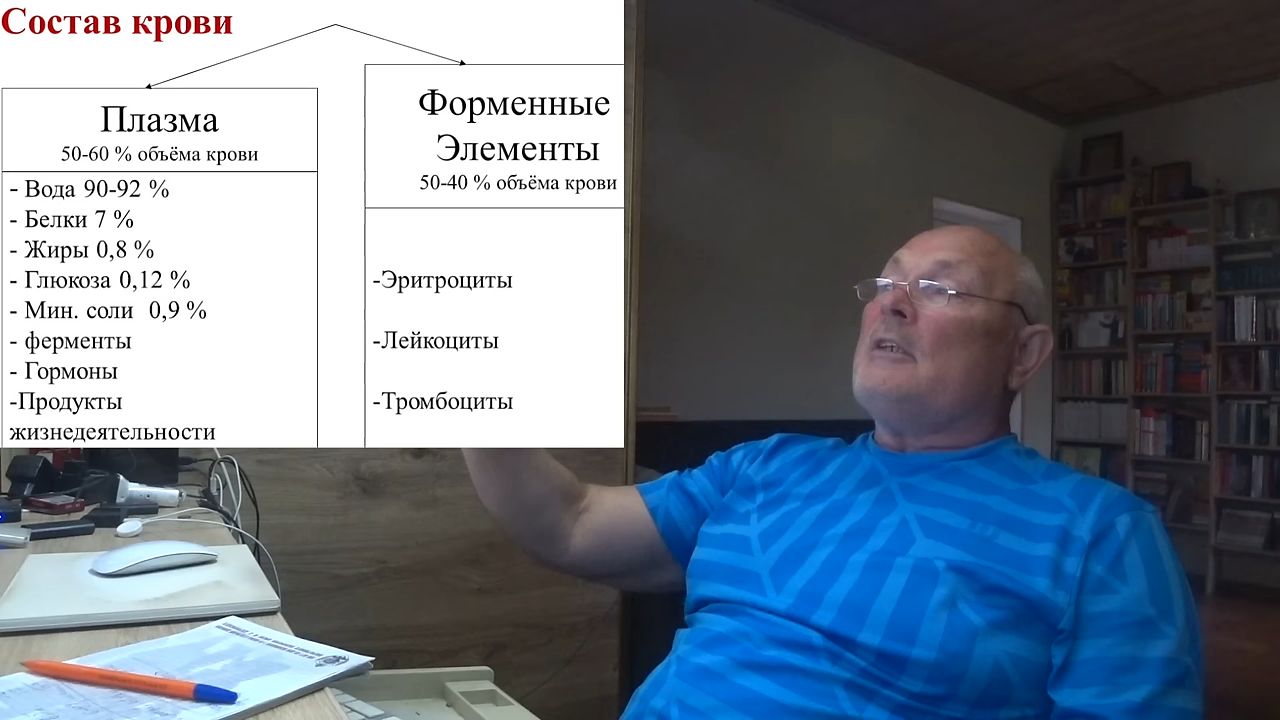 Состав крови
Плазма
50-60 % объёма крови
- Вода 90-92 %
- Белки 7 %
- Жиры 0,8 %
- Глюкоза 0,12 %
- Мин. соли 0,9 %
- ферменты
- Гормоны
-Продукты
жизнедеятельности
Форменные
Элементы
50-40 % объёма крови
-Эритроциты
-Лейкоциты
-Тромбоциты